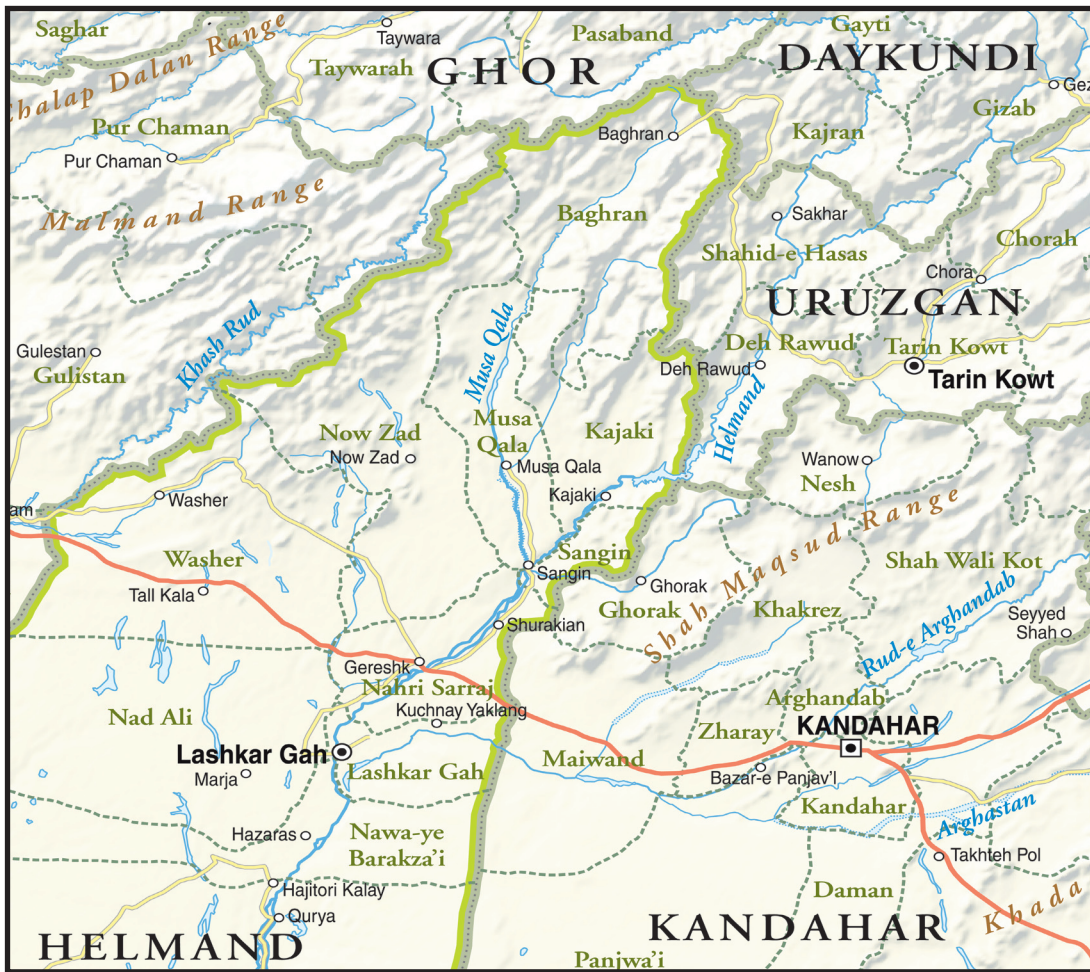 Saghar
Chalap Dalan Range
Taywara
Taywarah
GHOR
Pasaband
Gayti
DAYKUNDI
Gez
Gizab
Pur Chaman
Pur Chaman
Baghran
Kajran
Malmand Range
Baghran
Sakhar
Shahid-e Hasas
Chorah
Chora
URUZGAN
Khash Rud
Musa Qala
Gulestan
Gulistan
Deh Rawud
Deh Rawud
Tarin Kowt
Tarin Kowt
Helmand
Now Zad
Now Zad
Musa
Qala
Musa Qala
Kajaki
Kajaki
Wanow
Nesh
Washer
am
Washer
Tall Kala
Sangin
Sangin
Ghorak
Ghorak
Shah Maqsud Range
Khakrez
Shah Wali Kot
Rud-e Arghandab
Seyyed
Shah
Shurakian
Gereshk
Nahri Sarraj
Kuchnay Yaklang
Nad Ali
Lashkar Gah
Lashkar Gah
Marja
Maiwand
Zharay
Arghandab
KANDAHAR
Bazar-e Panjav'l
Kandahar
Arghastan
Hazaras
Nawa-ye
Barakza'i
Takhteh Pol
Hajitori Kalay
Qurya
Daman
Khada
HELMAND
KANDAHAR
Panjwa'i